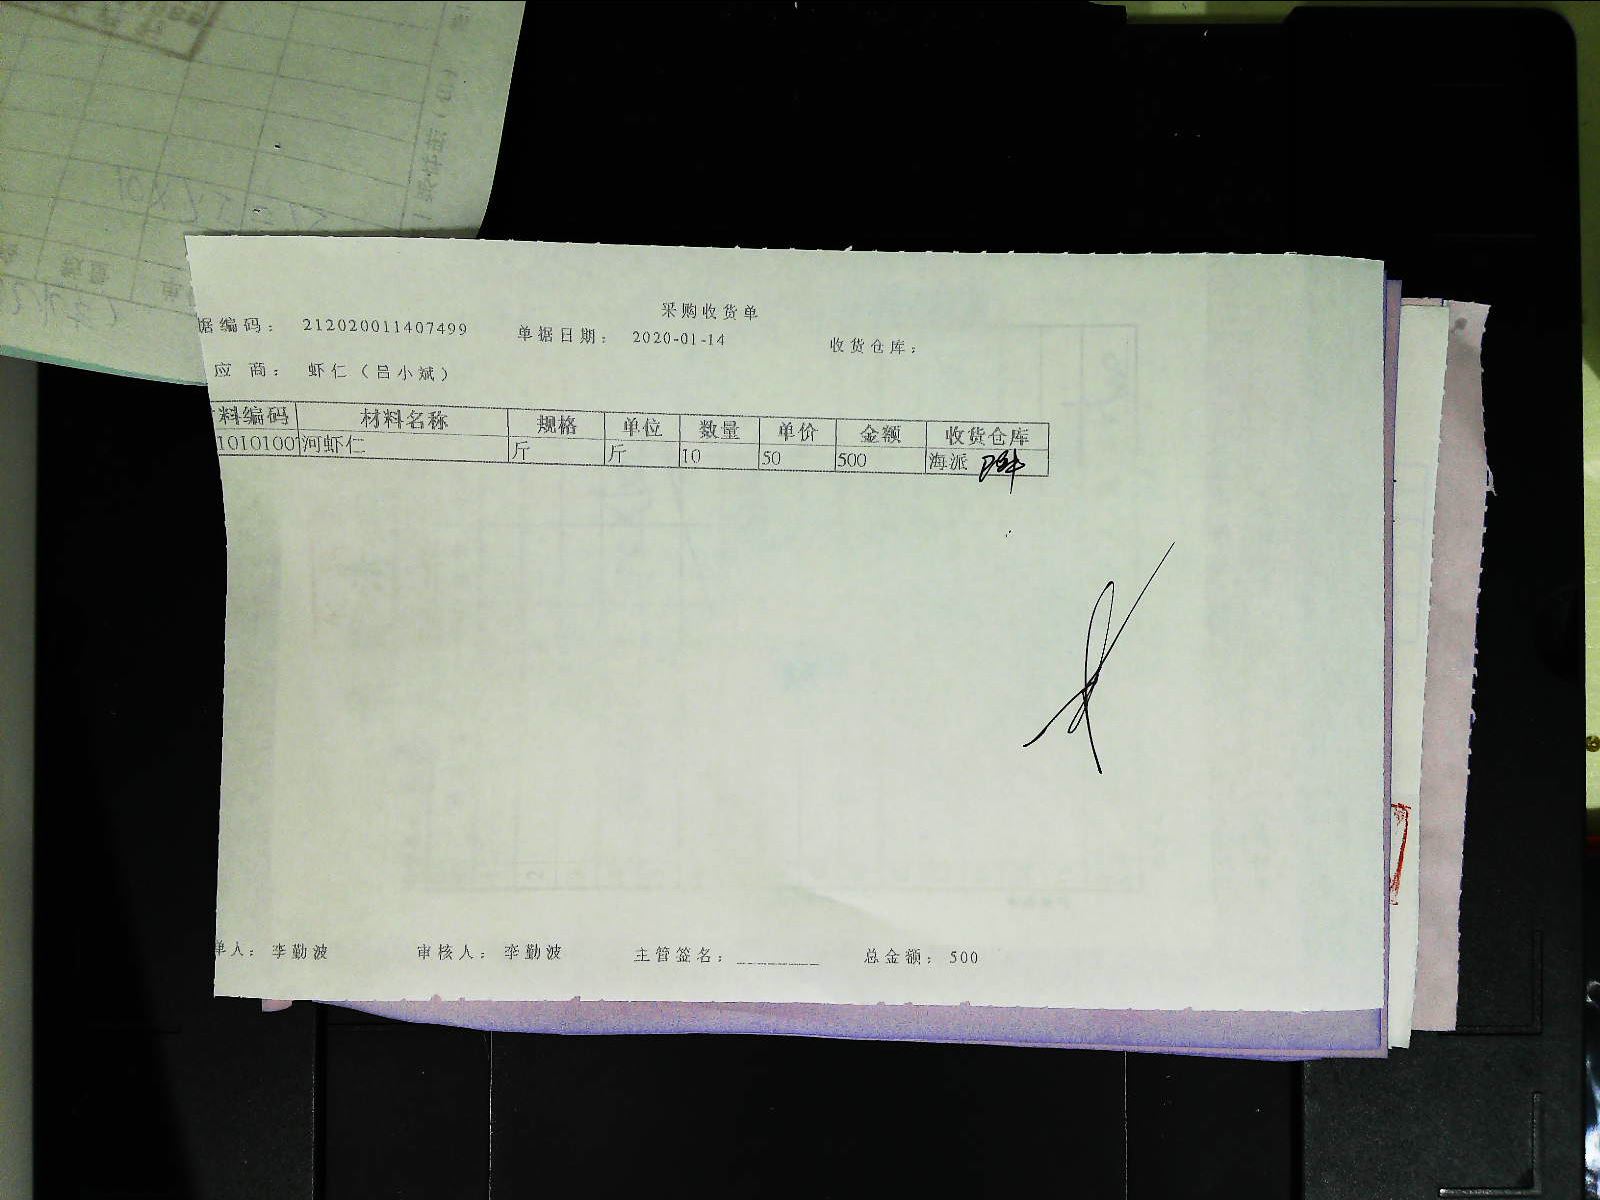 采购收货单
据编码： 212020011407499 单据日期： 2020-01-14 收货仓库：
应 商： 虾仁（吕小斌）
料编码 材料名称 规格 单位 数量 单价 金额 收货仓库
1010100 河虾仁 斤 斤 10 50 500 海派
单人： 李勤波 审核人： 李勤波 主管签名：________ 总金额： 500